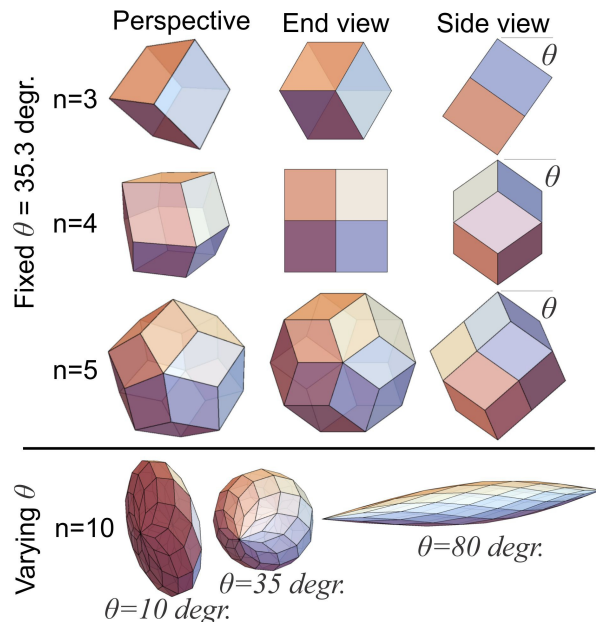 Perspective End view Side view
Fixed θ = 35.3 degr.
n=3
θ
n=4
θ
n=5
θ
Varying θ
n=10
θ=10 degr.
θ=35 degr.
θ=80 degr.